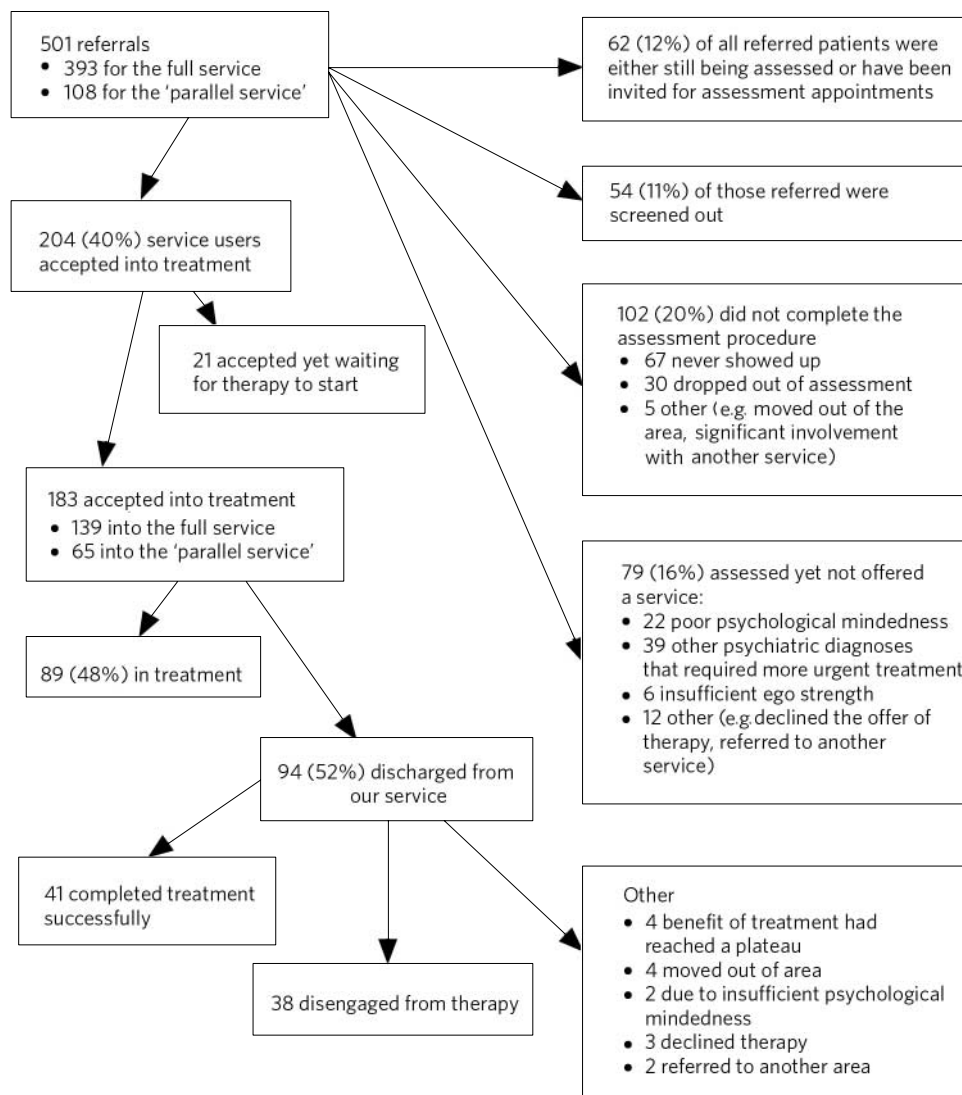 501 referrals
• 393 for the full service
• 108 for the ‘parallel service’
62 (12%) of all referred patients were
either still being assessed or have been
invited for assessment appointments
54 (11%) of those referred were
screened out
204 (40%) service users
accepted into treatment
102 (20%) did not complete the
assessment procedure
• 67 never showed up
• 30 dropped out of assessment
• 5 other (e.g. moved out of the
area, significant involvement
with another service)
21 accepted yet waiting
for therapy to start
183 accepted into treatment
• 139 into the full service
• 65 into the ‘parallel service’
79 (16%) assessed yet not offered
a service:
• 22 poor psychological mindedness
• 39 other psychiatric diagnoses
that required more urgent treatment
• 6 insufficient ego strength
• 12 other (e.g.declined the offer of
therapy, referred to another
service)
89 (48%) in treatment
94 (52%) discharged from
our service
41 completed treatment
successfully
38 disengaged from therapy
Other
• 4 benefit of treatment had
reached a plateau
• 4 moved out of area
• 2 due to insufficient psychological
mindedness
• 3 declined therapy
• 2 referred to another area